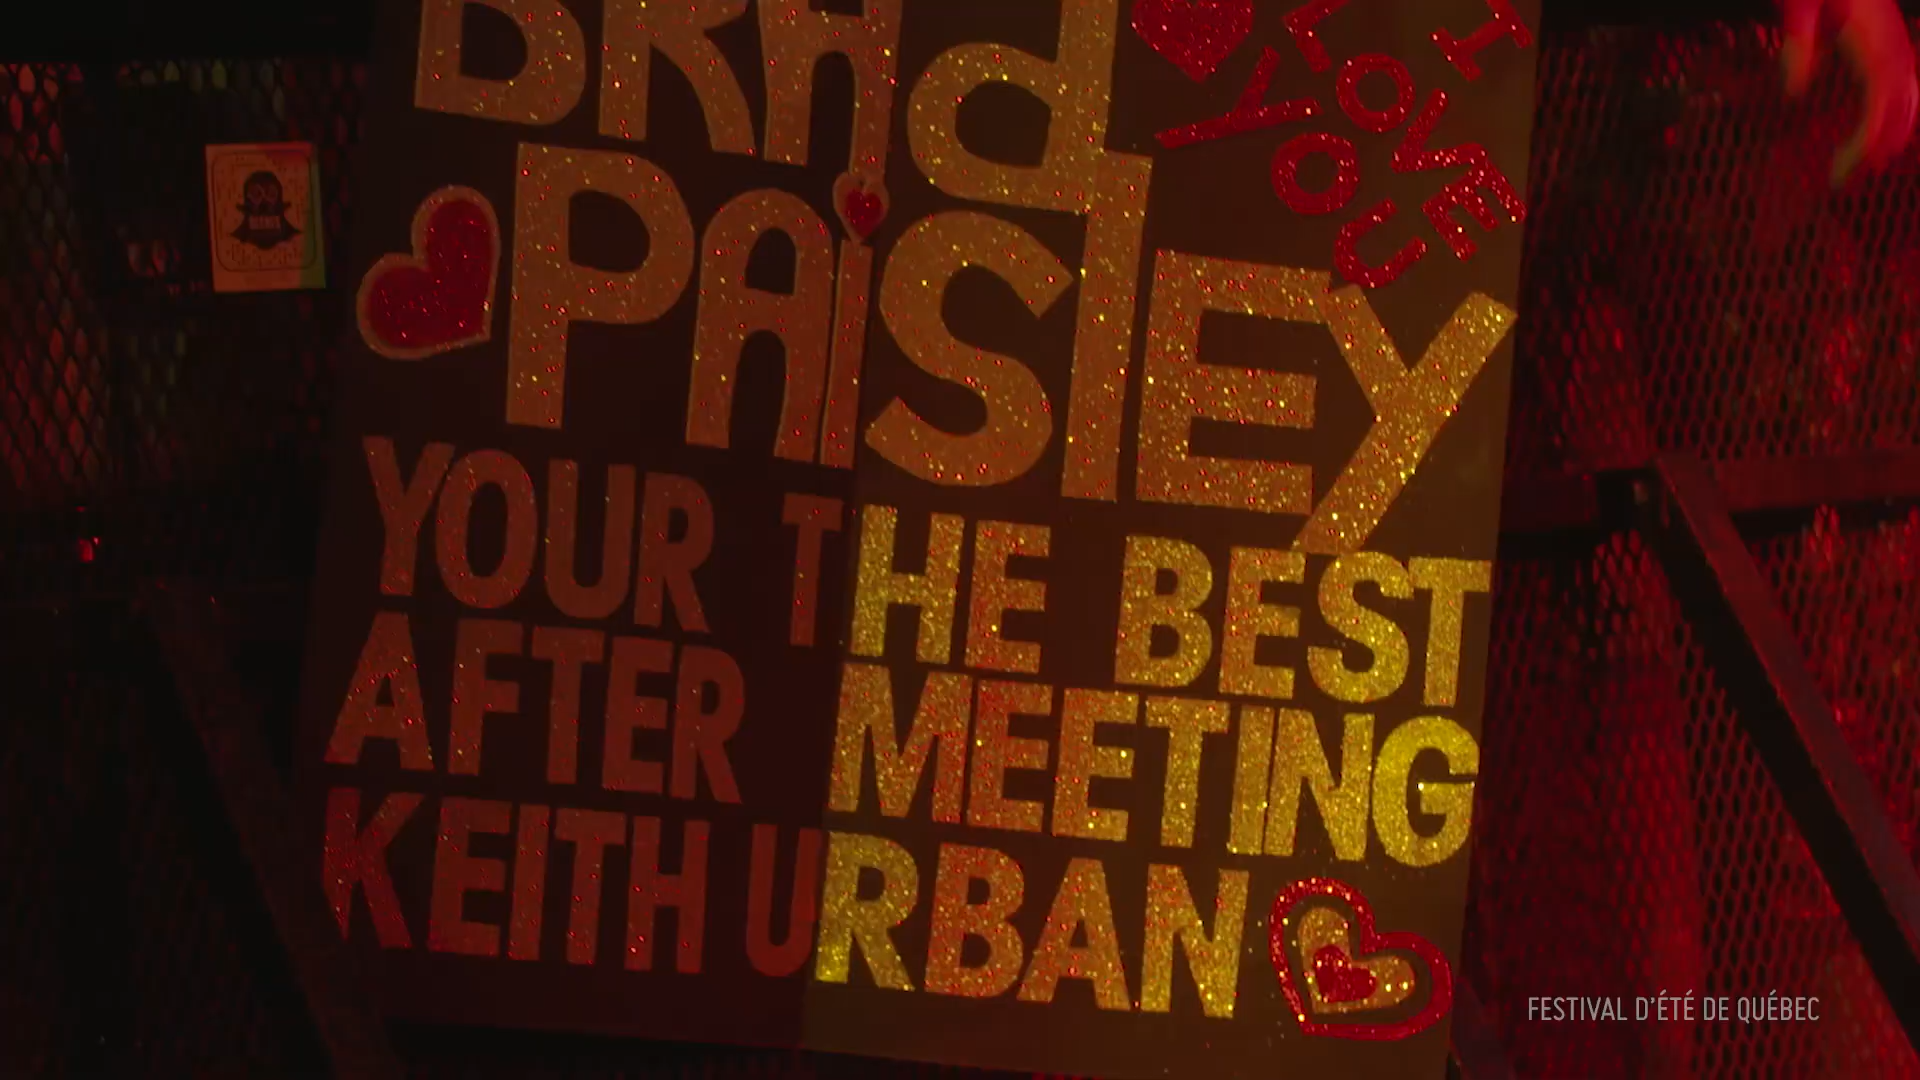 BRAd
PAiSlEY
I LOVE
YOU
YOUR THE BEST
AFTER MEETING
KEITH URBAN
FESTIVAL D'ÉTÉ DE QUÉBEC